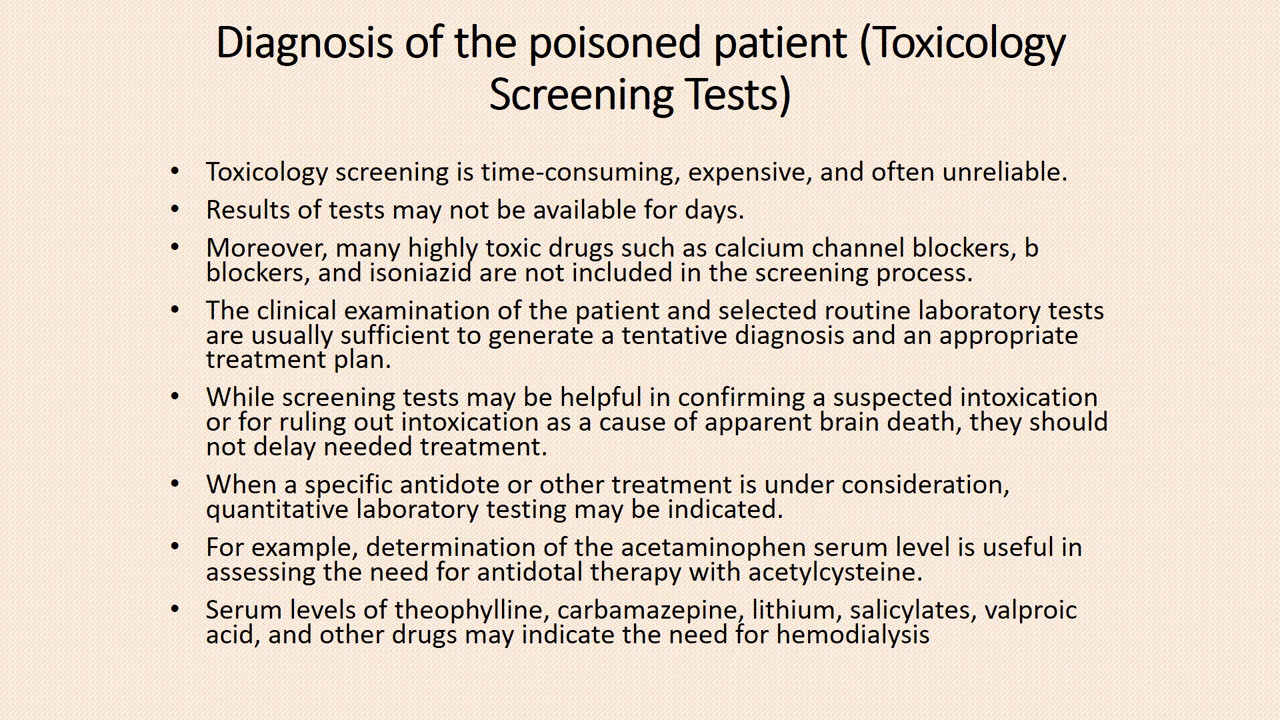 Diagnosis of the poisoned patient (Toxicology
Screening Tests)
• Toxicology screening is time-consuming, expensive, and often unreliable.
• Results of tests may not be available for days.
• Moreover, many highly toxic drugs such as calcium channel blockers, b
blockers, and isoniazid are not included in the screening process.
• The clinical examination of the patient and selected routine laboratory tests
are usually sufficient to generate a tentative diagnosis and an appropriate
treatment plan.
• While screening tests may be helpful in confirming a suspected intoxication
or for ruling out intoxication as a cause of apparent brain death, they should
not delay needed treatment.
• When a specific antidote or other treatment is under consideration,
quantitative laboratory testing may be indicated.
• For example, determination of the acetaminophen serum level is useful in
assessing the need for antidotal therapy with acetylcysteine.
• Serum levels of theophylline, carbamazepine, lithium, salicylates, valproic
acid, and other drugs may indicate the need for hemodialysis